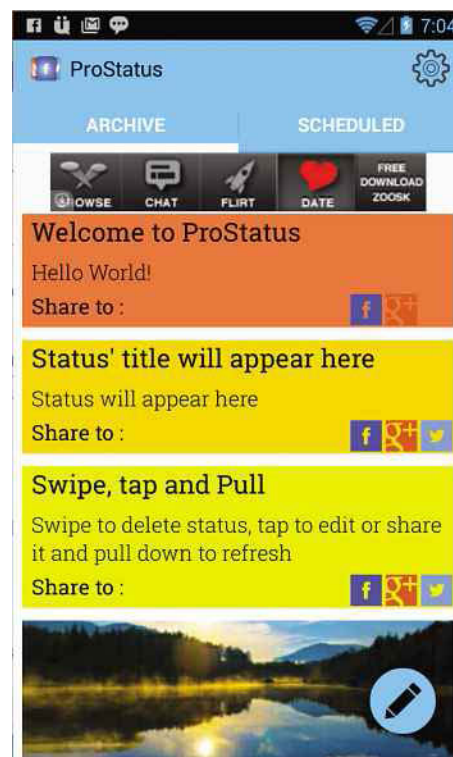 7:04
ProStatus
ARCHIVE SCHEDULED
BROWSE CHAT FLIRT DATE FREE DOWNLOAD ZOOSK
Welcome to ProStatus
Hello World!
Share to :
Status' title will appear here
Status will appear here
Share to :
Swipe, tap and Pull
Swipe to delete status, tap to edit or share
it and pull down to refresh
Share to :